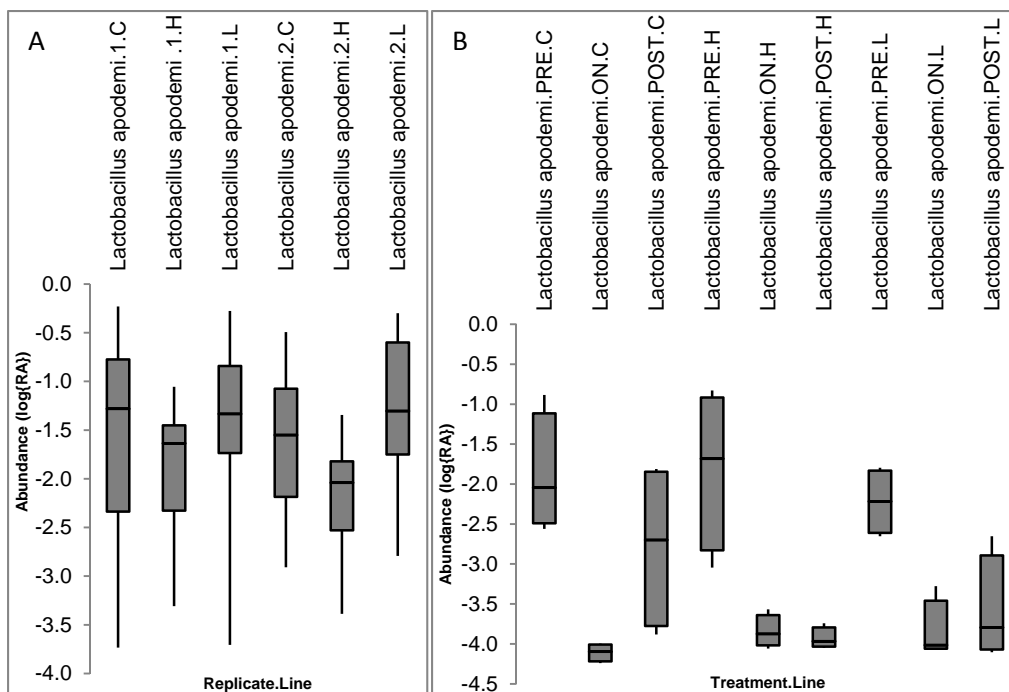 A
Lactobacillus apodemi.1.C
Lactobacillus apodemi .1.H
Lactobacillus apodemi.1.L
Lactobacillus apodemi.2.C
Lactobacillus apodemi.2.H
Lactobacillus apodemi.2.L
0.0
-0.5
-1.0
-1.5
-2.0
-2.5
-3.0
-3.5
-4.0
Abundance (log{RA})
Replicate.Line
B
Lactobacillus apodemi.PRE.C
Lactobacillus apodemi.ON.C
Lactobacillus apodemi.POST.C
Lactobacillus apodemi.PRE.H
Lactobacillus apodemi.ON.H
Lactobacillus apodemi.POST.H
Lactobacillus apodemi.PRE.L
Lactobacillus apodemi.ON.L
Lactobacillus apodemi.POST.L
0.0
-0.5
-1.0
-1.5
-2.0
-2.5
-3.0
-3.5
-4.0
-4.5
Abundance (log{RA})
Treatment.Line